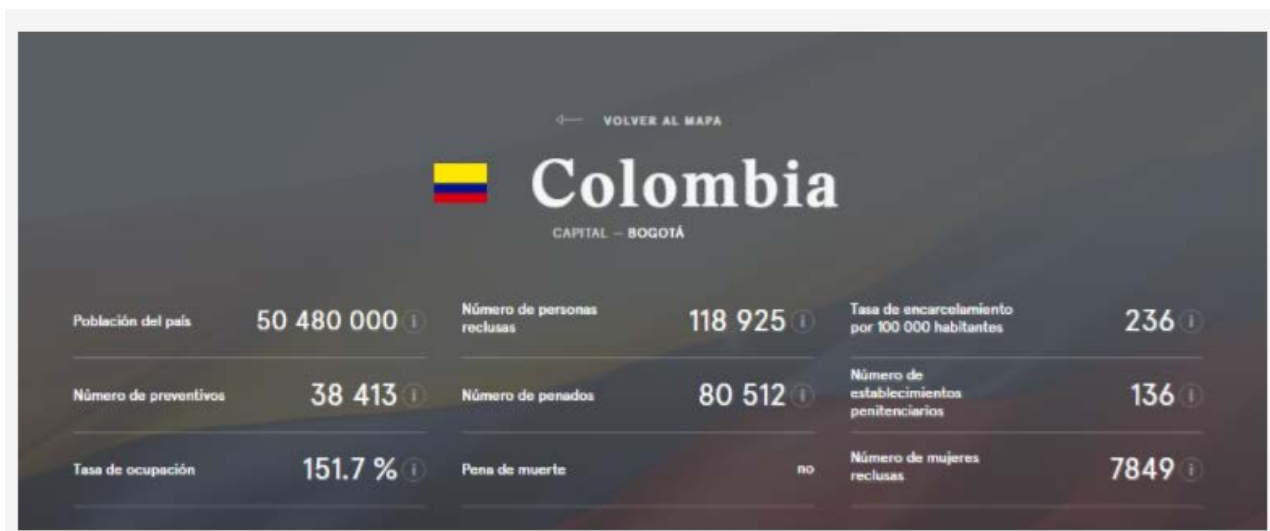 VOLVER AL MAPA
Colombia
CAPITAL – BOGOTÁ
Población del país 50 480 000
Número de personas
reclusas 118 925
Tasa de encarcelamiento
por 100 000 habitantes 236
Número de preventivos 38 413
Número de penados 80 512
Número de
establecimientos
penitenciarios 136
Tasa de ocupación 151.7 %
Pena de muerte no
Número de mujeres
reclusas 7849